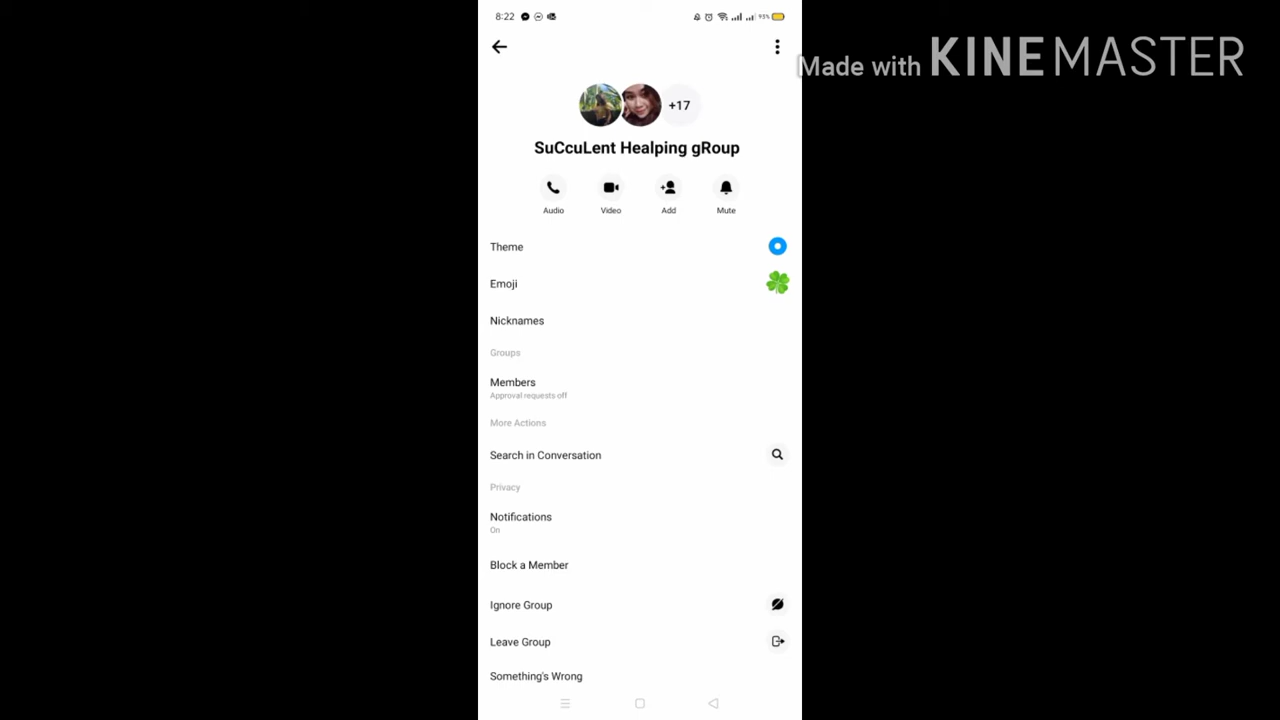 8:22
93%
Made with KINEMASTER
+17
SuCcuLent Healping gRoup
Audio Video Add Mute
Theme
Emoji
Nicknames
Groups
Members
Approval requests off
More Actions
Search in Conversation
Privacy
Notifications
On
Block a Member
Ignore Group
Leave Group
Something's Wrong